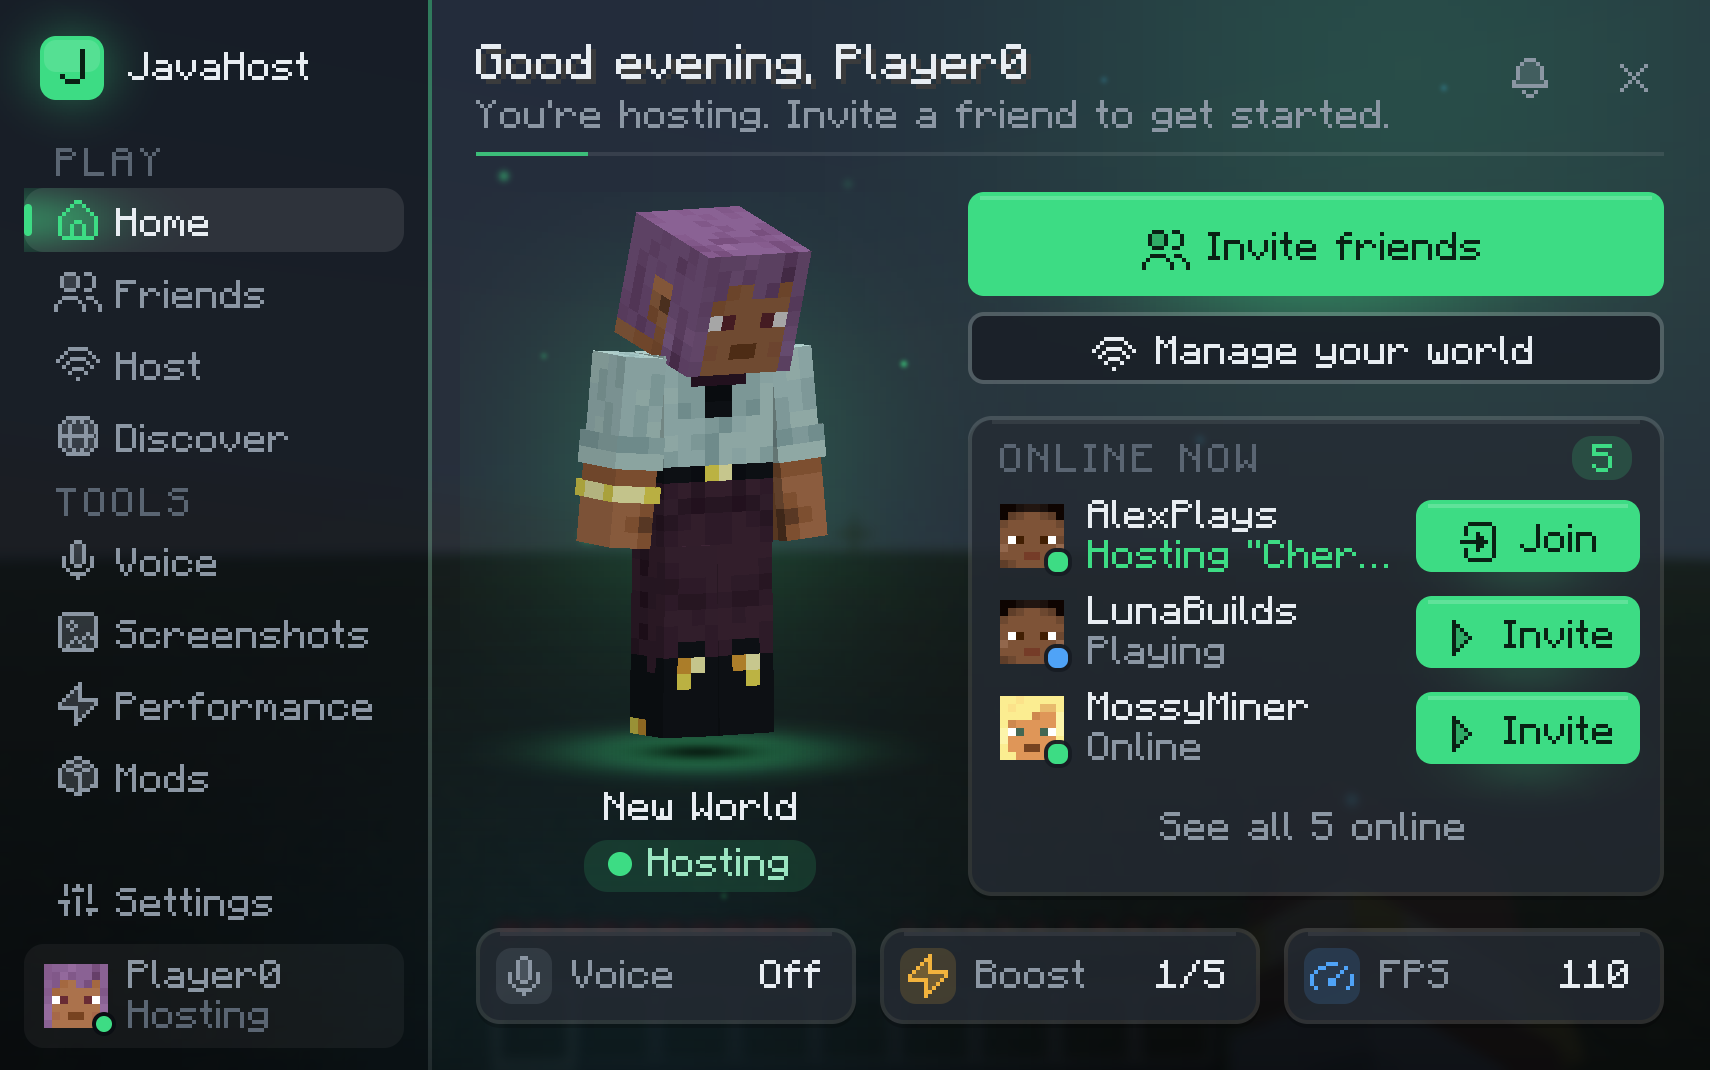 J
JavaHost
PLAY
Home
Friends
Host
Discover
TOOLS
Voice
Screenshots
Performance
Mods
Settings
Player0
Hosting
Good evening, Player0
You're hosting. Invite a friend to get started.
New World
Hosting
Invite friends
Manage your world
ONLINE NOW 5
AlexPlays
Hosting "Cher...
Join
LunaBuilds
Playing
Invite
MossyMiner
Online
Invite
See all 5 online
Voice Off
Boost 1/5
FPS 110